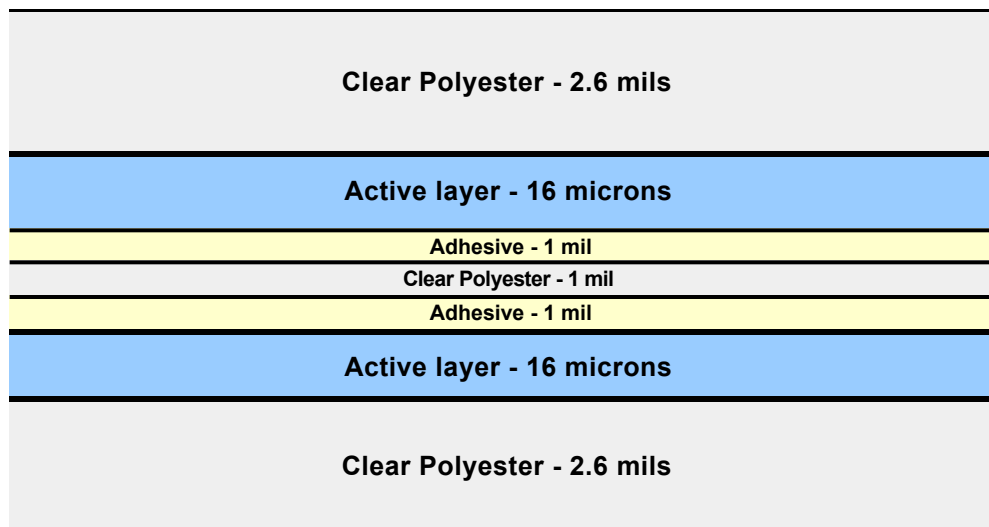 Clear Polyester - 2.6 mils
Active layer - 16 microns
Adhesive - 1 mil
Clear Polyester - 1 mil
Adhesive - 1 mil
Active layer - 16 microns
Clear Polyester - 2.6 mils